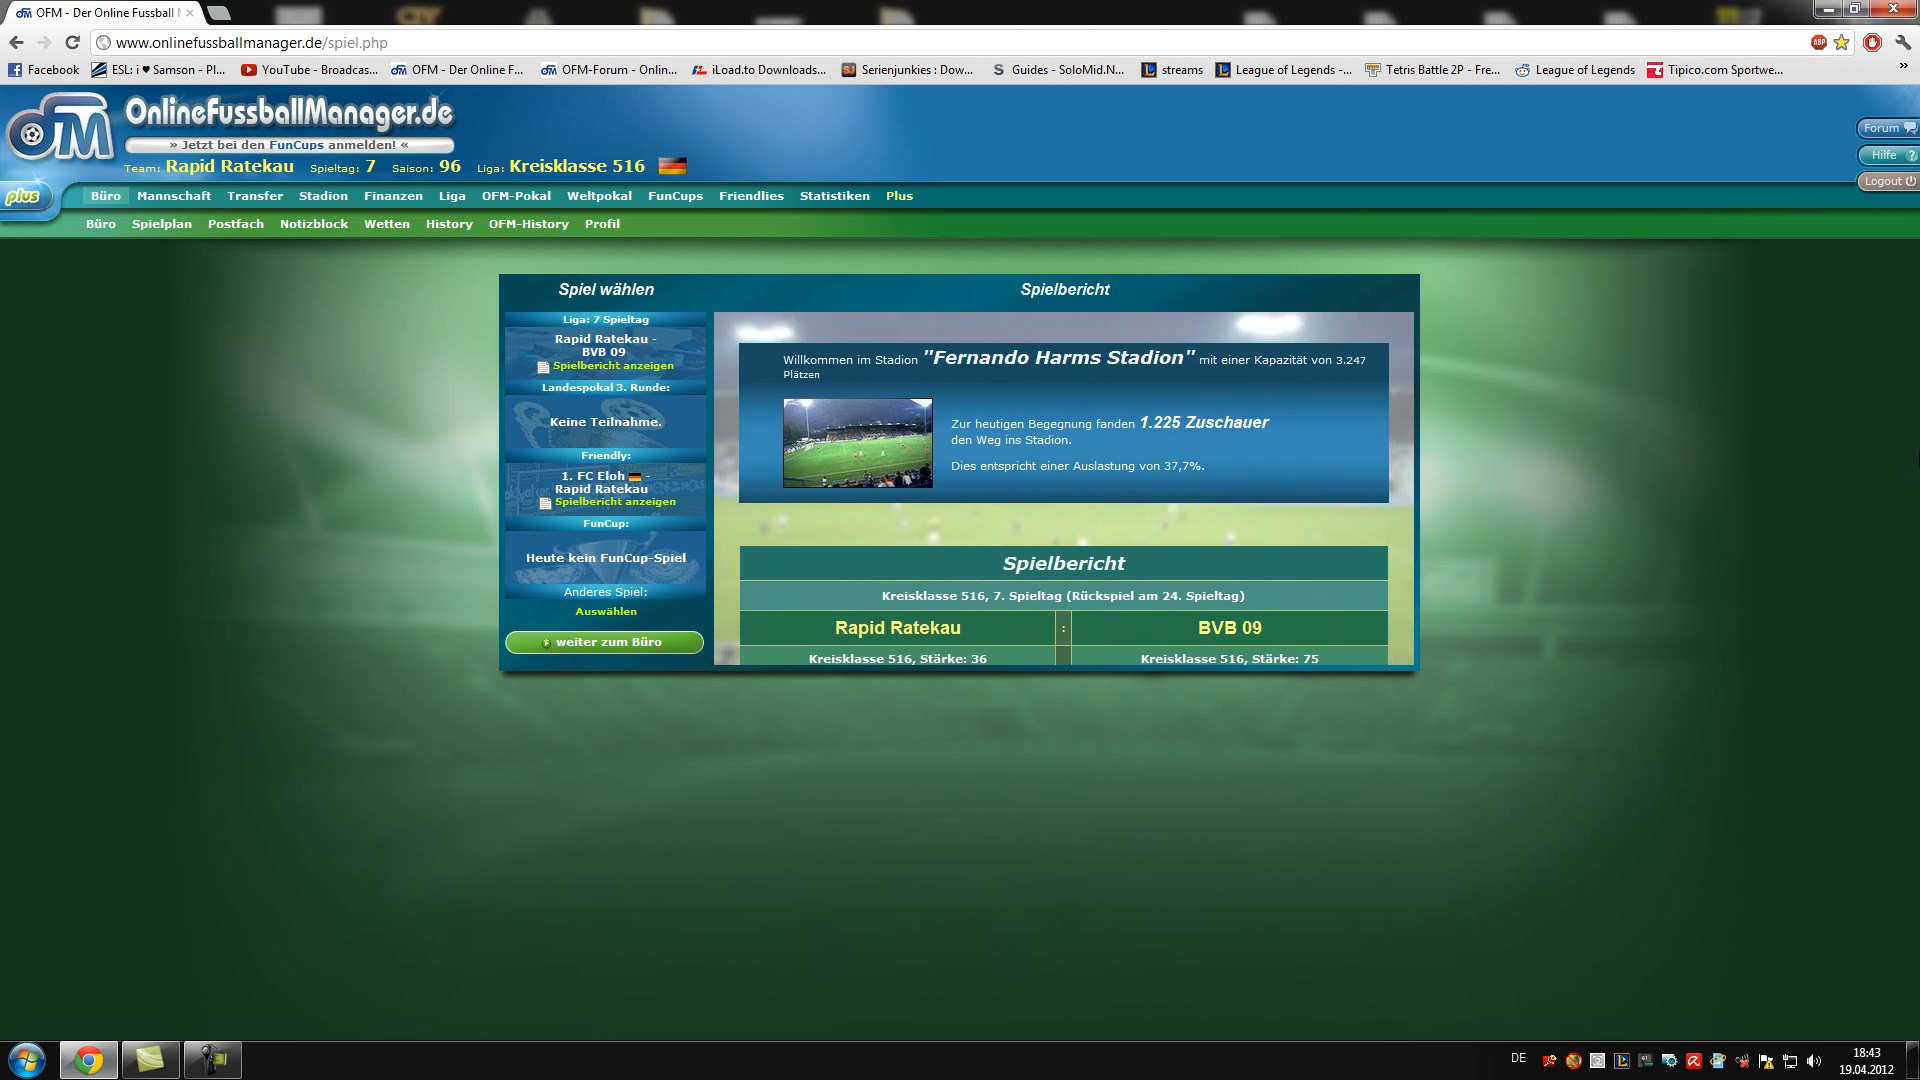 OFM - Der Online Fussball M
www.onlinefussballmanager.de/spiel.php
ABP
Facebook
ESL: i ♥ Samson - Pl...
YouTube - Broadcas...
OFM - Der Online F...
OFM-Forum - Onlin...
iLoad.to Downloads...
Serienjunkies : Dow...
Guides - SoloMid.N...
streams
League of Legends -...
Tetris Battle 2P - Fre...
League of Legends
Tipico.com Sportwe...
»
OFM
OnlineFussballManager.de
» Jetzt bei den FunCups anmelden! «
Team: Rapid Ratekau Spieltag: 7 Saison: 96 Liga: Kreisklasse 516
Forum
Hilfe ?
Logout
plus
Büro Mannschaft Transfer Stadion Finanzen Liga OFM-Pokal Weltpokal FunCups Friendlies Statistiken Plus
Büro Spielplan Postfach Notizblock Wetten History OFM-History Profil
Spiel wählen
Liga: 7 Spieltag
Rapid Ratekau -
BVB 09
Spielbericht anzeigen
Landespokal 3. Runde:
Keine Teilnahme.
Friendly:
1. FC Eloh -
Rapid Ratekau
Spielbericht anzeigen
FunCup:
Heute kein FunCup-Spiel
Anderes Spiel:
Auswählen
weiter zum Büro
Spielbericht
Willkommen im Stadion "Fernando Harms Stadion" mit einer Kapazität von 3.247
Plätzen
Zur heutigen Begegnung fanden 1.225 Zuschauer
den Weg ins Stadion.
Dies entspricht einer Auslastung von 37,7%.
Spielbericht
Kreisklasse 516, 7. Spieltag (Rückspiel am 24. Spieltag)
Rapid Ratekau : BVB 09
Kreisklasse 516, Stärke: 36
Kreisklasse 516, Stärke: 75
DE
18:43
19.04.2012